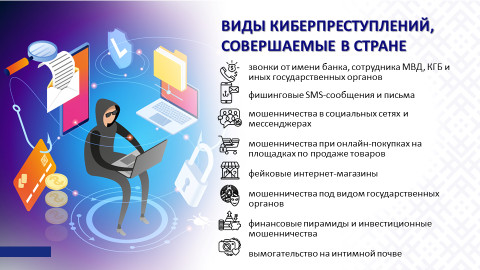 ВИДЫ КИБЕРПРЕСТУПЛЕНИЙ,
СОВЕРШАЕМЫЕ В СТРАНЕ
звонки от имени банка, сотрудника МВД, КГБ и
иных государственных органов
фишинговые SMS-сообщения и письма
мошенничества в социальных сетях и
мессенджерах
мошенничества при онлайн-покупках на
площадках по продаже товаров
фейковые интернет-магазины
мошенничества под видом государственных
органов
финансовые пирамиды и инвестиционные
мошенничества
вымогательство на интимной почве